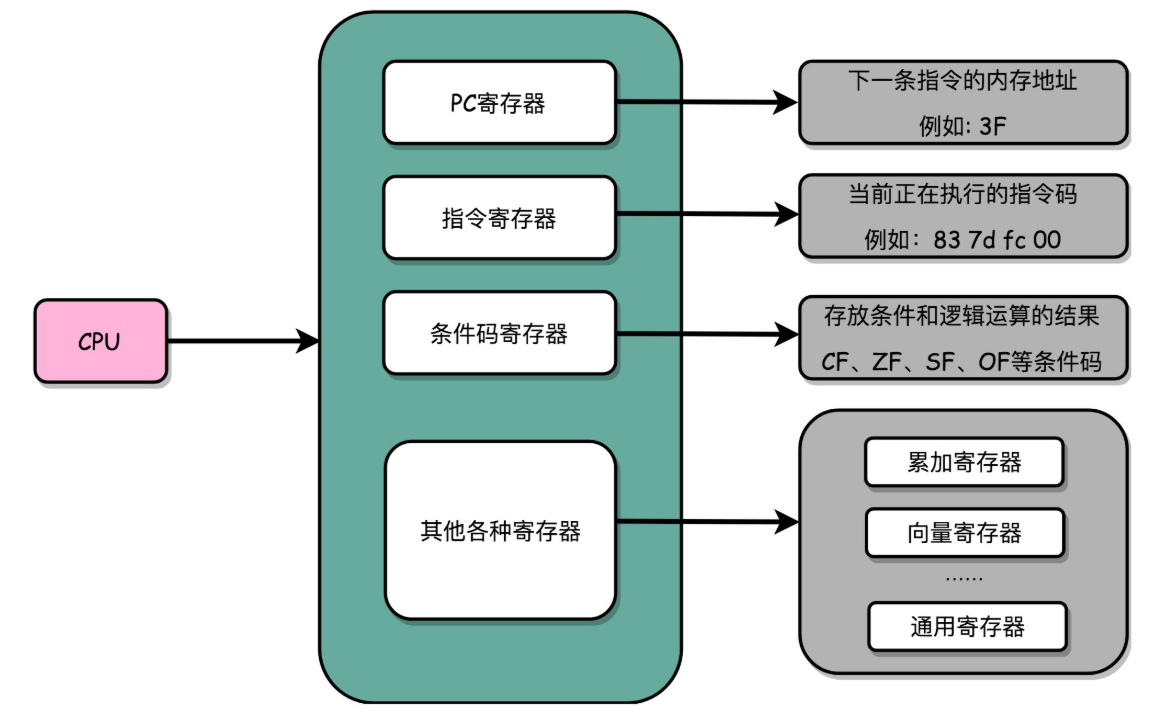 PC寄存器
下一条指令的内存地址
例如: 3F
指令寄存器
当前正在执行的指令码
例如：83 7d fc 00
CPU
条件码寄存器
存放条件和逻辑运算的结果
CF、ZF、SF、OF等条件码
其他各种寄存器
累加寄存器
向量寄存器
……
通用寄存器